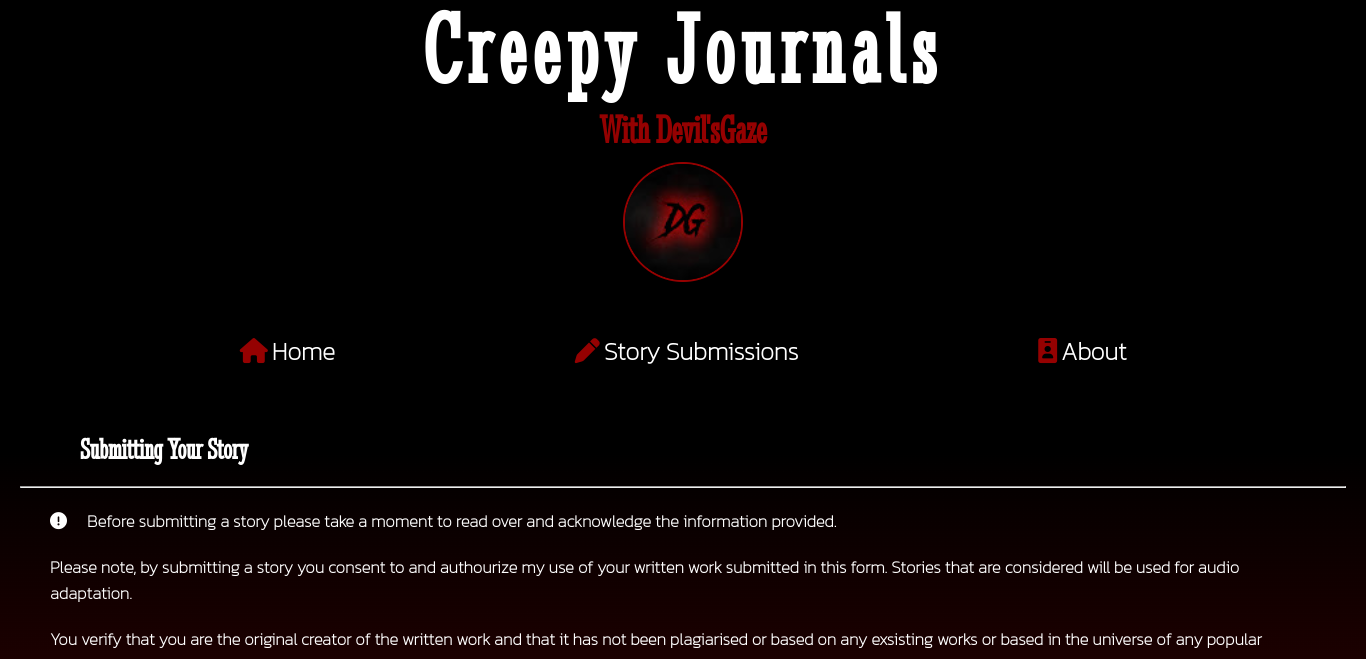 Creepy Journals
With Devil'sGaze
DG
Home Story Submissions About
Submitting Your Story
Before submitting a story please take a moment to read over and acknowledge the information provided.
Please note, by submitting a story you consent to and authourize my use of your written work submitted in this form. Stories that are considered will be used for audio
adaptation.
You verify that you are the original creator of the written work and that it has not been plagiarised or based on any exsisting works or based in the universe of any popular